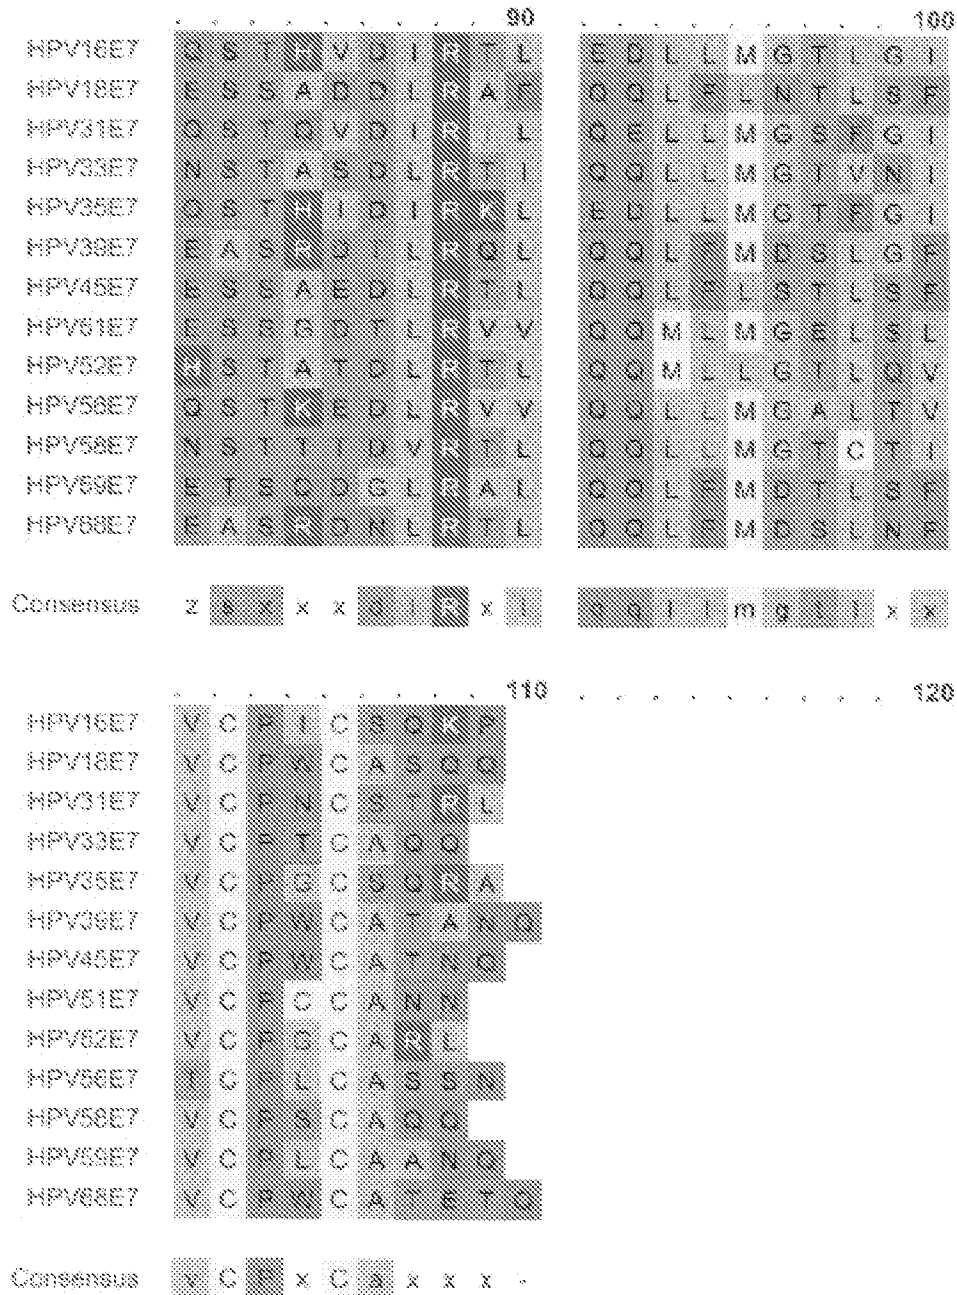 90 100
HPV16E7 Q S T H V D I R T L E D L L M G T L G I
HPV18E7 E S S A D D L R A F Q Q L F L N T L S F
HPV31E7 Q S T Q V D I R I L Q E L L M G S F G I
HPV33E7 N S T A S D L R T I Q Q L L M G T V N I
HPV35E7 Q S T H I D I R K L E D L L M G T F G I
HPV39E7 E A S R D T L R Q L Q Q L F M D S L G F
HPV45E7 E S S A E D L R T L Q Q L F L S T L S F
HPV51E7 E S S G D T L R V V Q Q M L M G E L S L
HPV52E7 H S T A T D L R T L Q Q M L L G T L Q V
HPV56E7 Q S T K E D L R V V Q Q L L M G A L T V
HPV58E7 N S T T T D V R T L Q Q L L M G T C T I
HPV59E7 E T S Q D G L R A L Q Q L F M D T L S F
HPV68E7 E A S R D N L R T L Q Q L F M D S L N F
Consensus z s x x x d l R x l q q l l m g t l x x
110 120
HPV16E7 V C P I C S Q K P
HPV18E7 V C P W C A S Q Q
HPV31E7 V C P N C S T R L
HPV33E7 V C P T C A Q Q
HPV35E7 V C P G C S Q R A
HPV39E7 V C P W C A T A N Q
HPV45E7 V C P W C A T N Q
HPV51E7 V C P C C A N N
HPV52E7 V C P G C A R L
HPV56E7 T C P L C A S S N
HPV58E7 V C P S C A Q Q
HPV59E7 V C P L C A A N Q
HPV68E7 V C P W C A T E T Q
Consensus v C P x C a x x x -